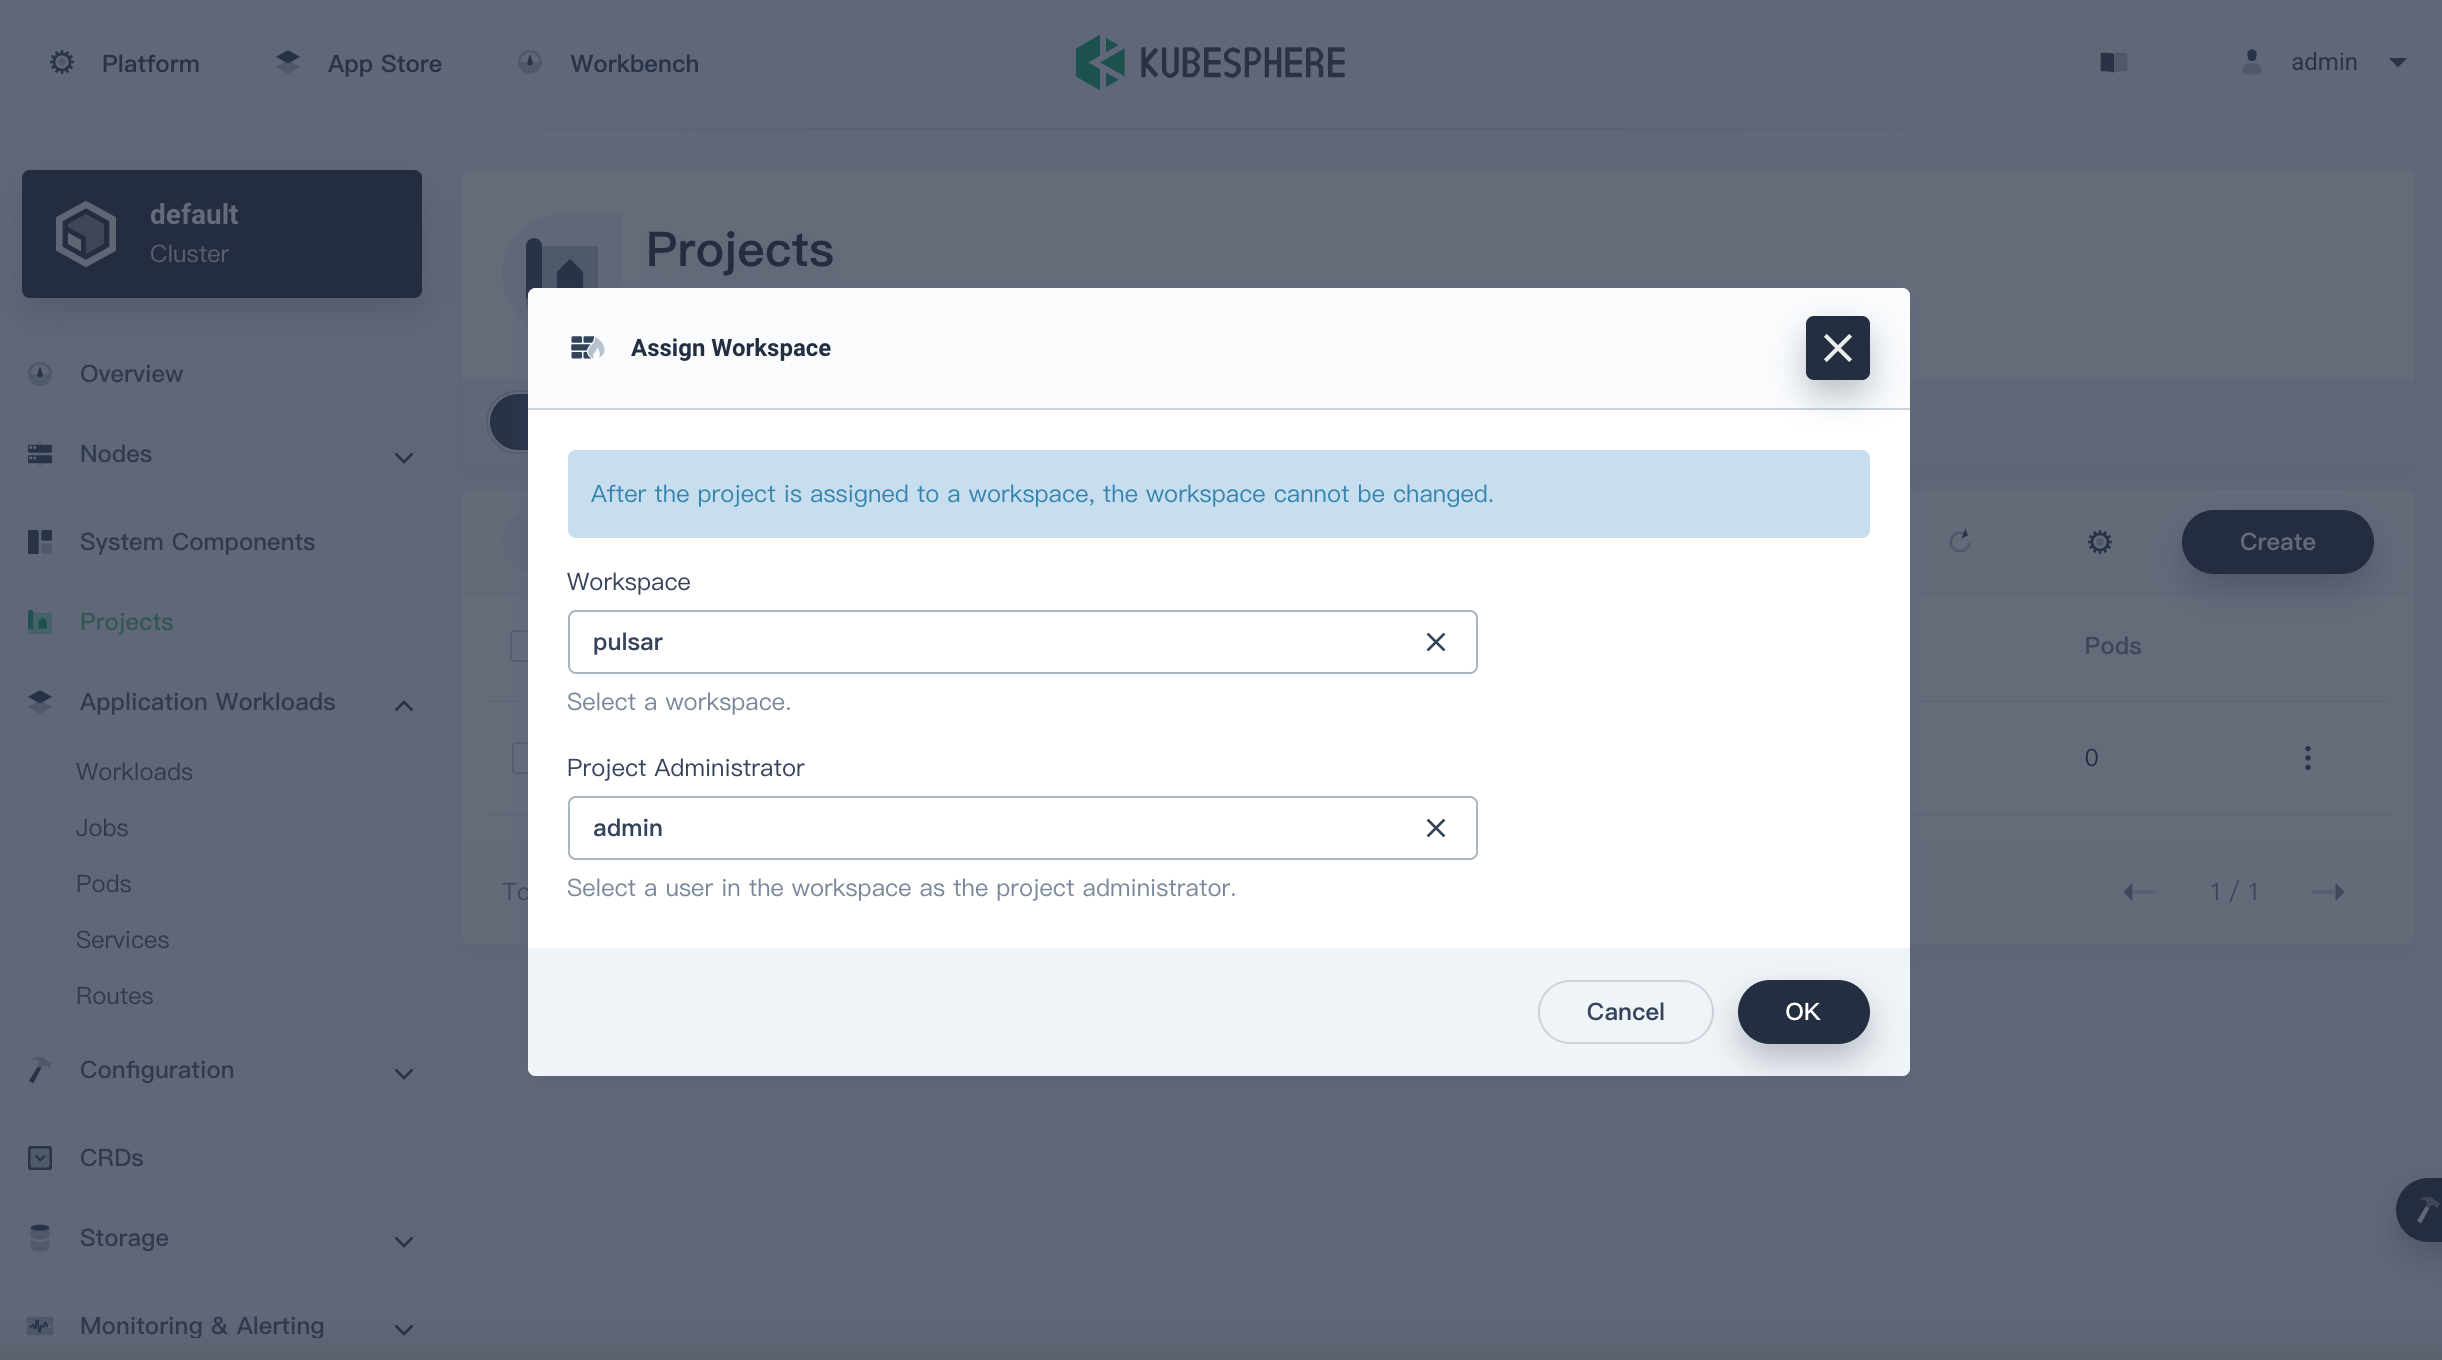 Platform
App Store
Workbench
KUBESPHERE
admin
default
Cluster
Projects
Overview
Nodes
System Components
Projects
Application Workloads
Workloads
Jobs
Pods
Services
Routes
Configuration
CRDs
Storage
Monitoring & Alerting
Assign Workspace
After the project is assigned to a workspace, the workspace cannot be changed.
Workspace
pulsar
Select a workspace.
Project Administrator
admin
Select a user in the workspace as the project administrator.
Cancel
OK
Create
Pods
0
1 / 1